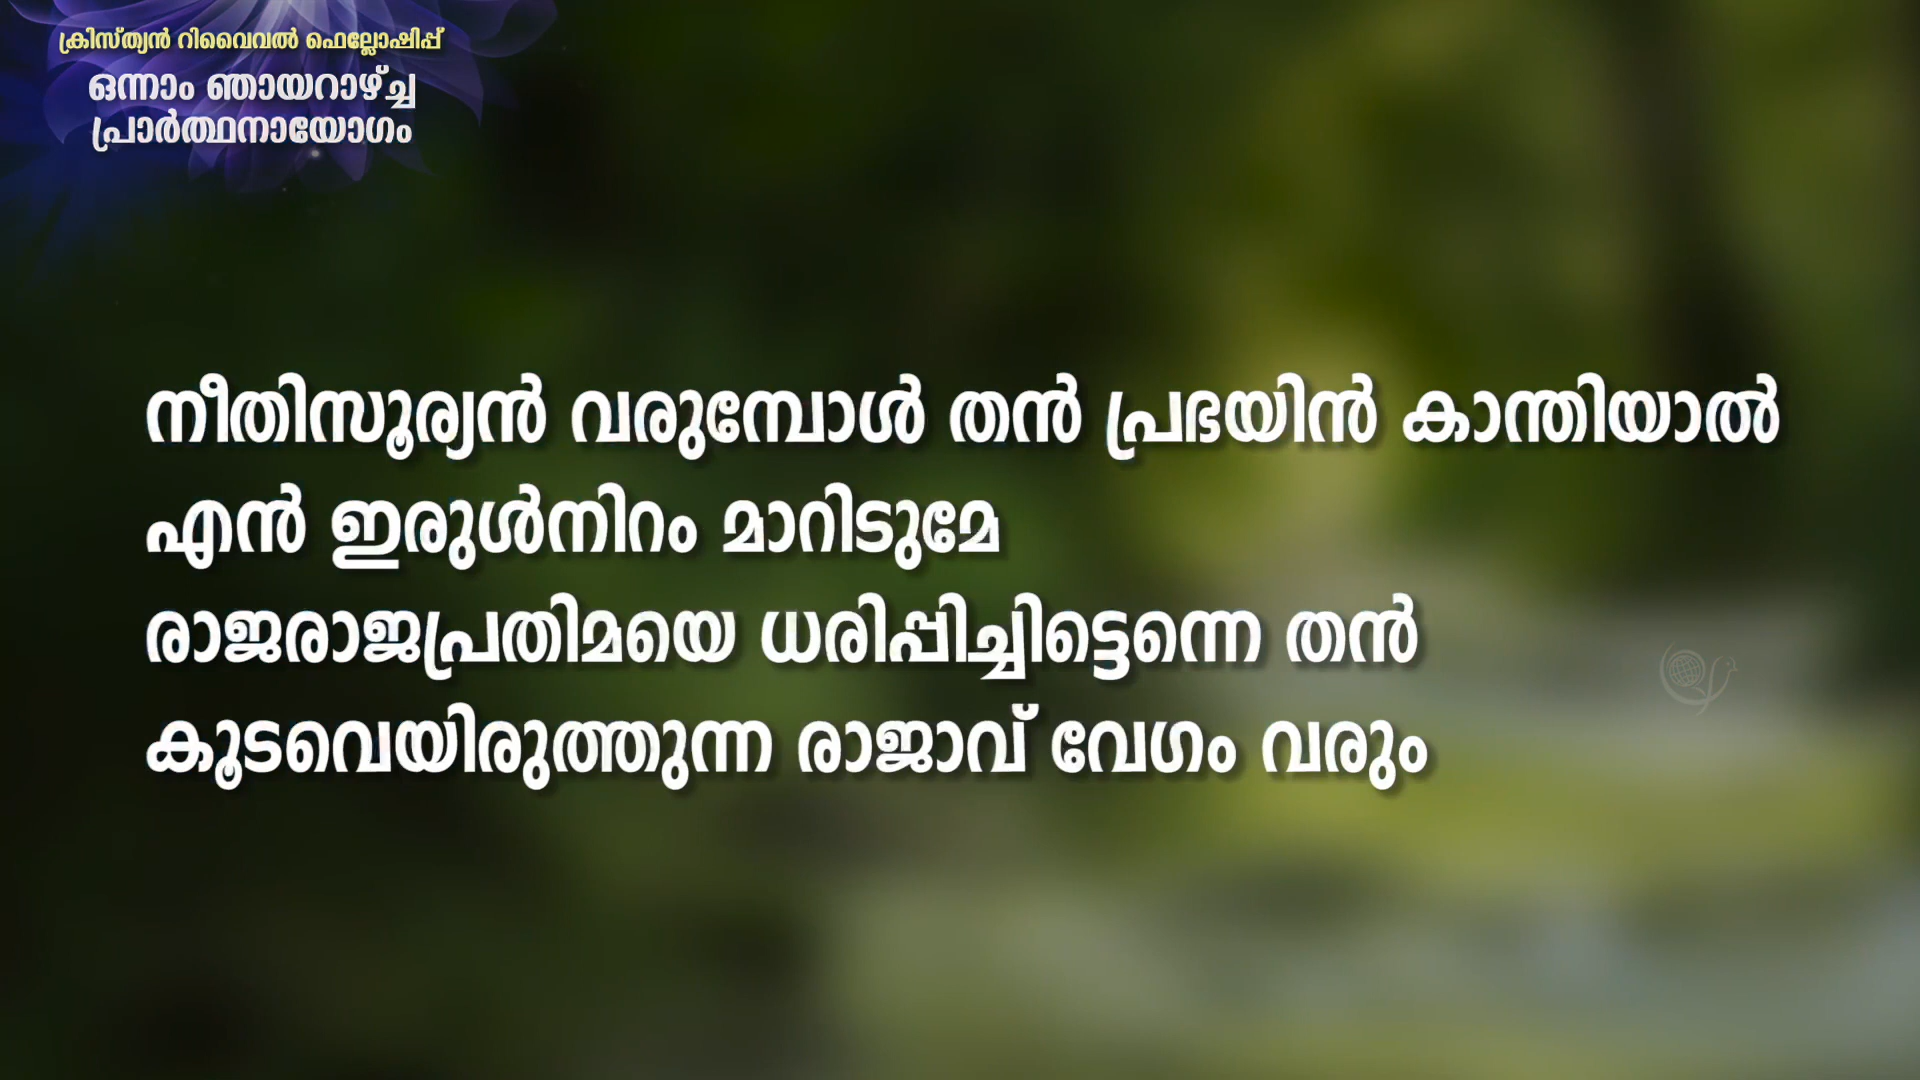 ക്രിസ്ത്യൻ റിവൈവൽ ഫെല്ലോഷിപ്പ്
ഒന്നാം ഞായറാഴ്ച്ച
പ്രാർത്ഥനായോഗം
നീതിസൂര്യൻ വരുമ്പോൾ തൻ പ്രഭയിൻ കാന്തിയാൽ
എൻ ഇരുൾനിറം മാറിടുമേ
രാജരാജപ്രതിമയെ ധരിപ്പിച്ചിട്ടെന്നെ തൻ
കൂടവെയിരുത്തുന്ന രാജാവ് വേഗം വരും